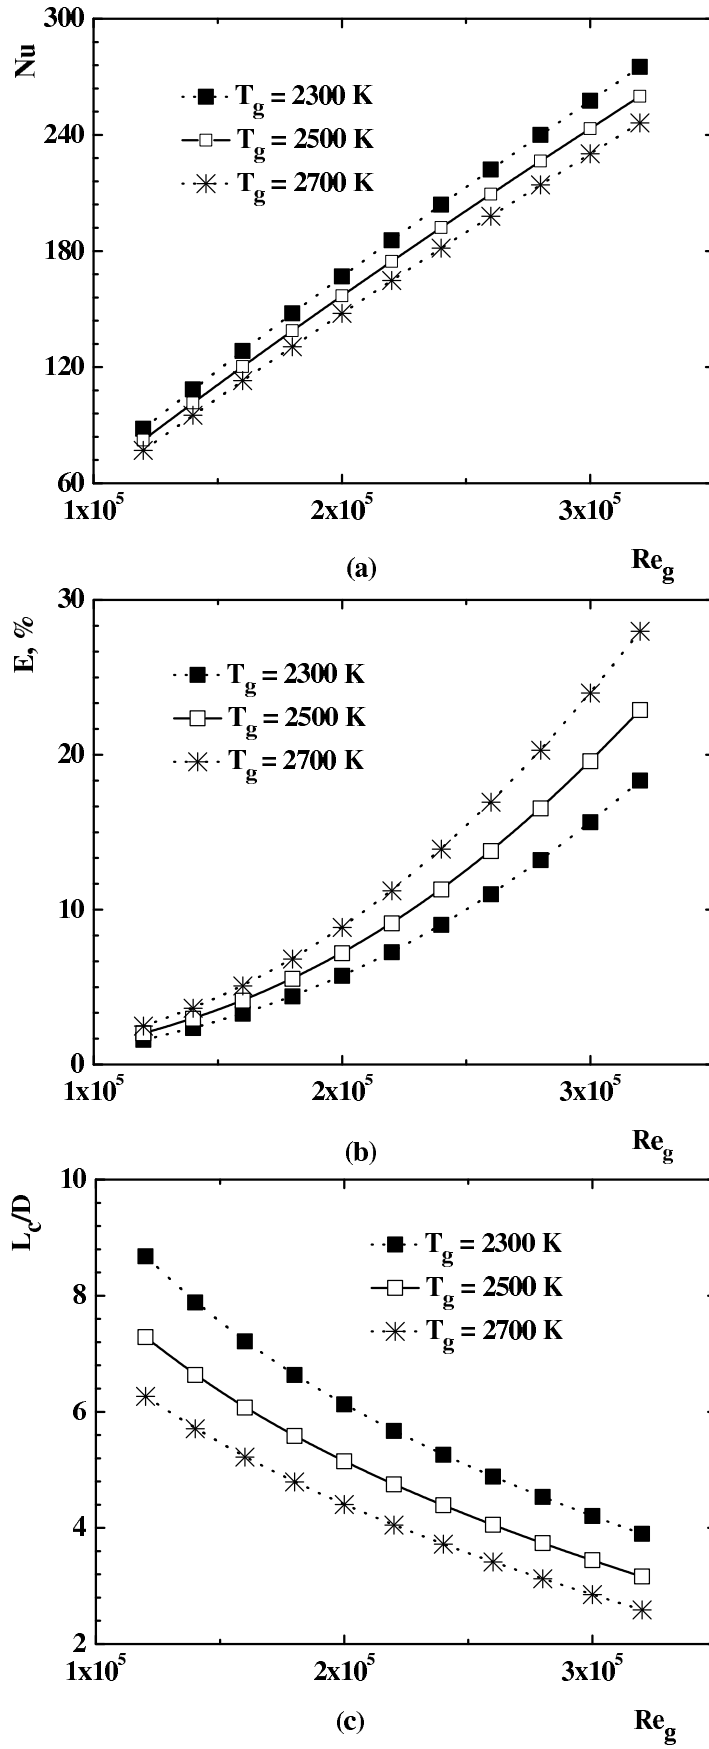 Nu
300
240
180
120
60
T_g = 2300 K
T_g = 2500 K
T_g = 2700 K
1x10^5
2x10^5
3x10^5
(a)
Re_g
E, %
30
20
10
0
T_g = 2300 K
T_g = 2500 K
T_g = 2700 K
1x10^5
2x10^5
3x10^5
(b)
Re_g
L_c/D
10
8
6
4
2
T_g = 2300 K
T_g = 2500 K
T_g = 2700 K
1x10^5
2x10^5
3x10^5
(c)
Re_g